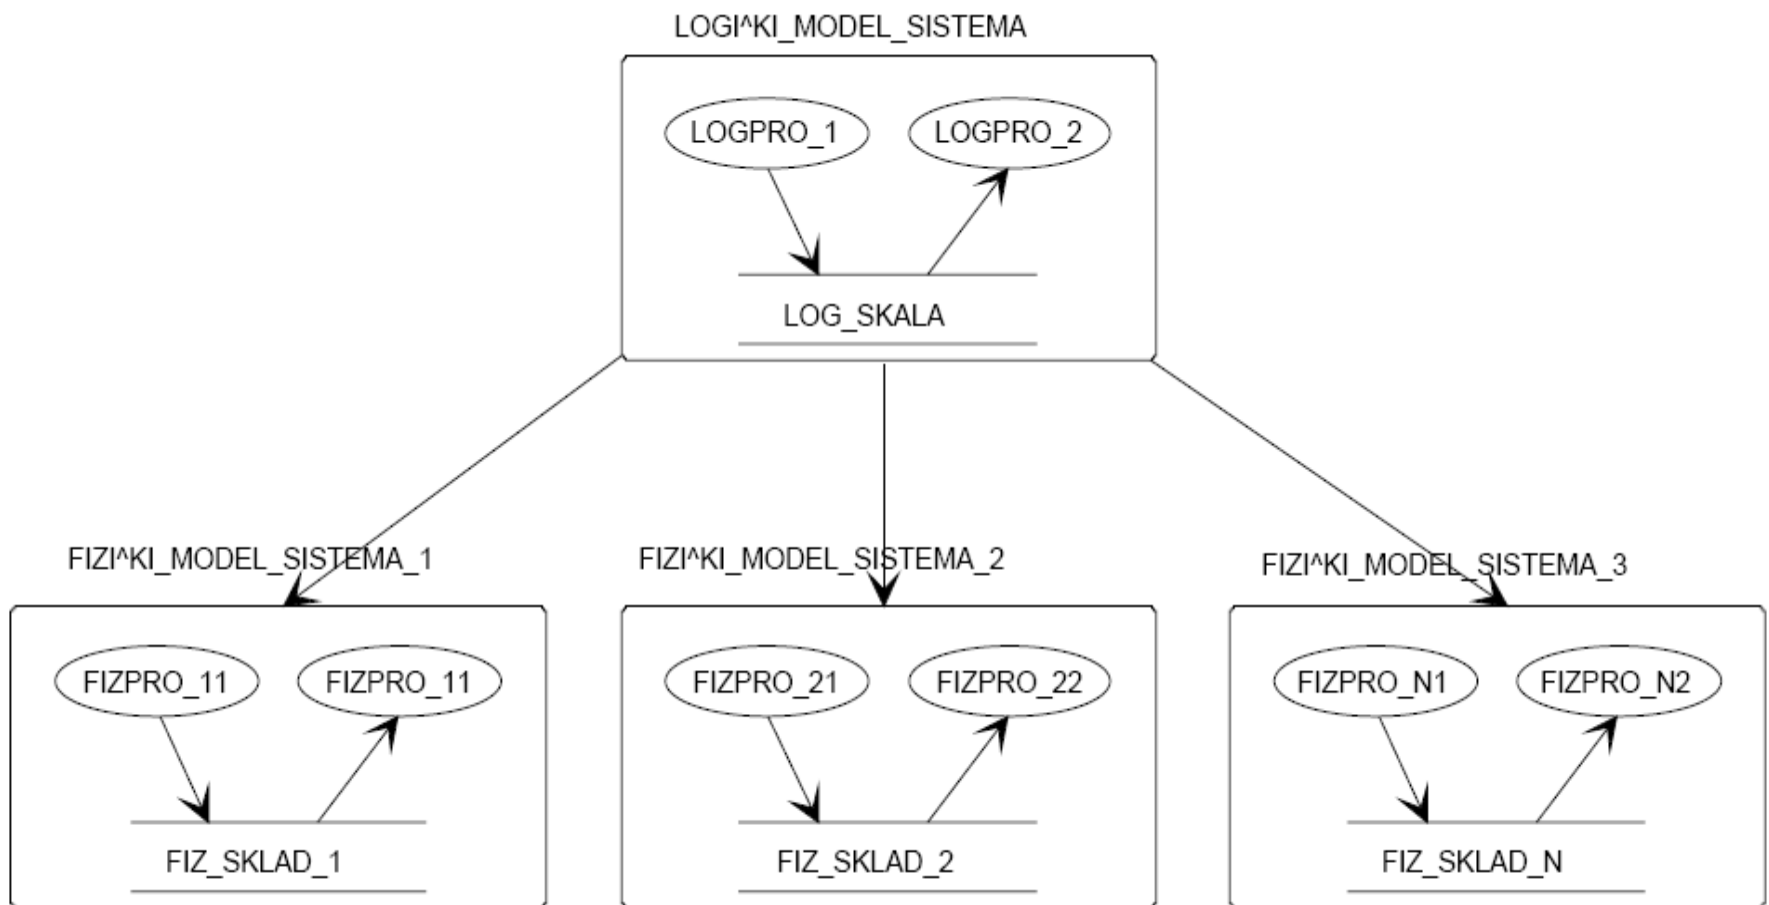 LOGI^KI_MODEL_SISTEMA
LOGPRO_1
LOGPRO_2
LOG_SKALA
FIZI^KI_MODEL_SISTEMA_1
FIZI^KI_MODEL_SISTEMA_2
FIZI^KI_MODEL_SISTEMA_3
FIZPRO_11
FIZPRO_11
FIZPRO_21
FIZPRO_22
FIZPRO_N1
FIZPRO_N2
FIZ_SKLAD_1
FIZ_SKLAD_2
FIZ_SKLAD_N